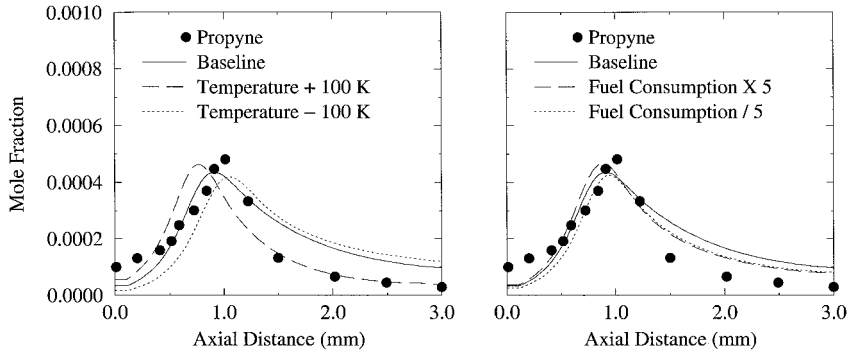 0.0010
0.0008
0.0006
0.0004
0.0002
0.0000
Mole Fraction
Propyne
Baseline
Temperature + 100 K
Temperature − 100 K
0.0 1.0 2.0 3.0
Axial Distance (mm)
Propyne
Baseline
Fuel Consumption X 5
Fuel Consumption / 5
0.0 1.0 2.0 3.0
Axial Distance (mm)